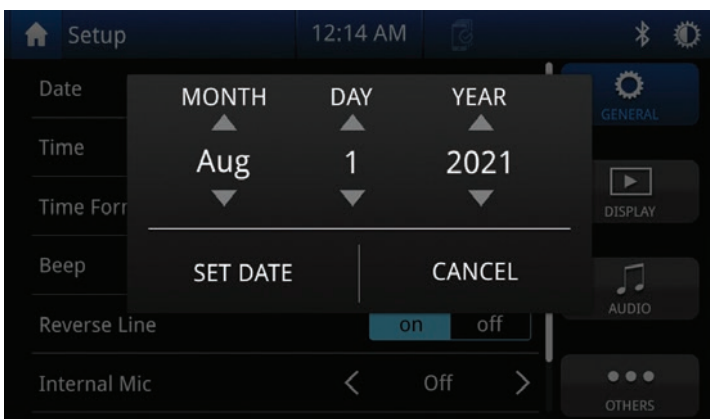 Setup 12:14 AM
Date
MONTH DAY YEAR
GENERAL
Time
Aug 1 2021
Time Forr
DISPLAY
Beep
SET DATE CANCEL
AUDIO
Reverse Line on off
Internal Mic Off
OTHERS